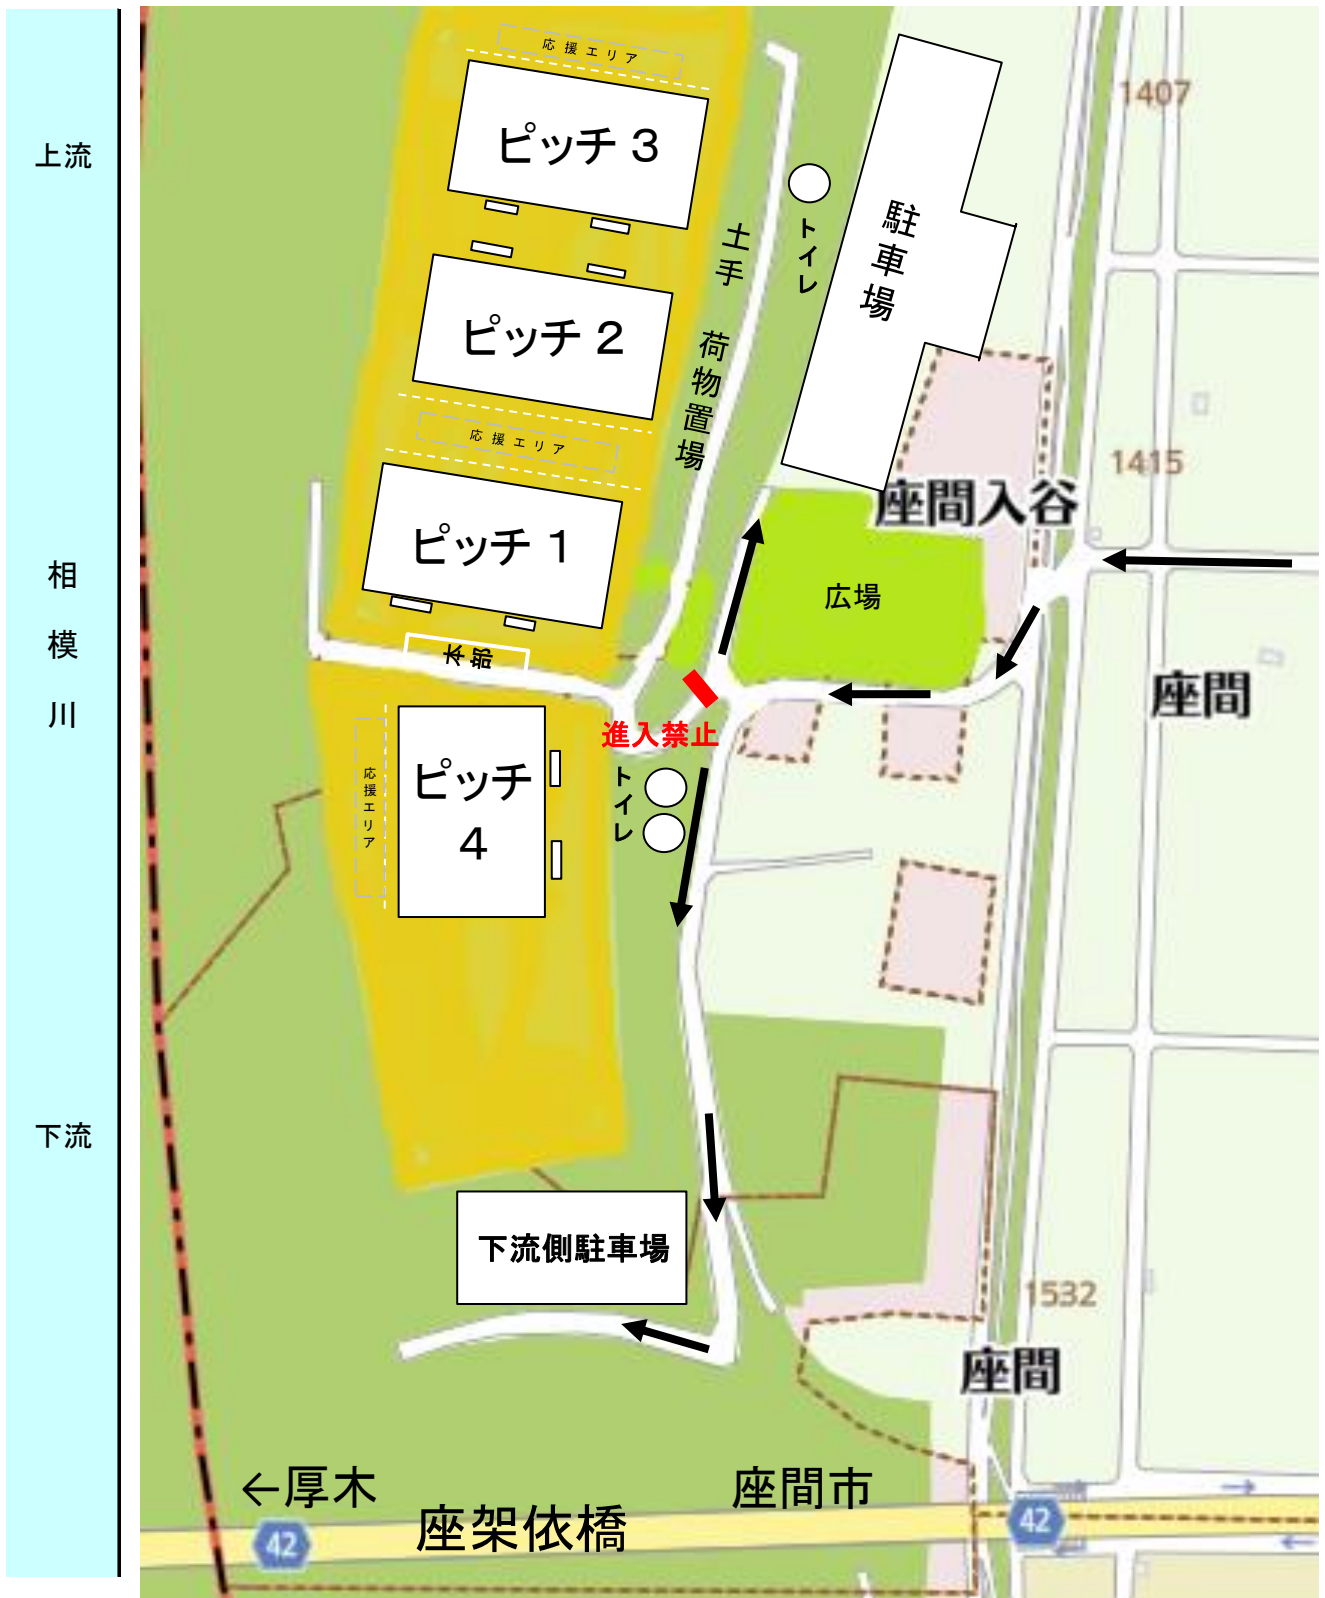 応援エリア
ピッチ 3
1407
上流
トイレ
駐車場
土手 荷物置場
ピッチ 2
応援エリア
1415
座間入谷
ピッチ 1
広場
相模川
本部
座間
進入禁止
応援エリア
ピッチ
4
トイレ
下流
下流側駐車場
1532
座間
←厚木
座間市
座架依橋
42
42